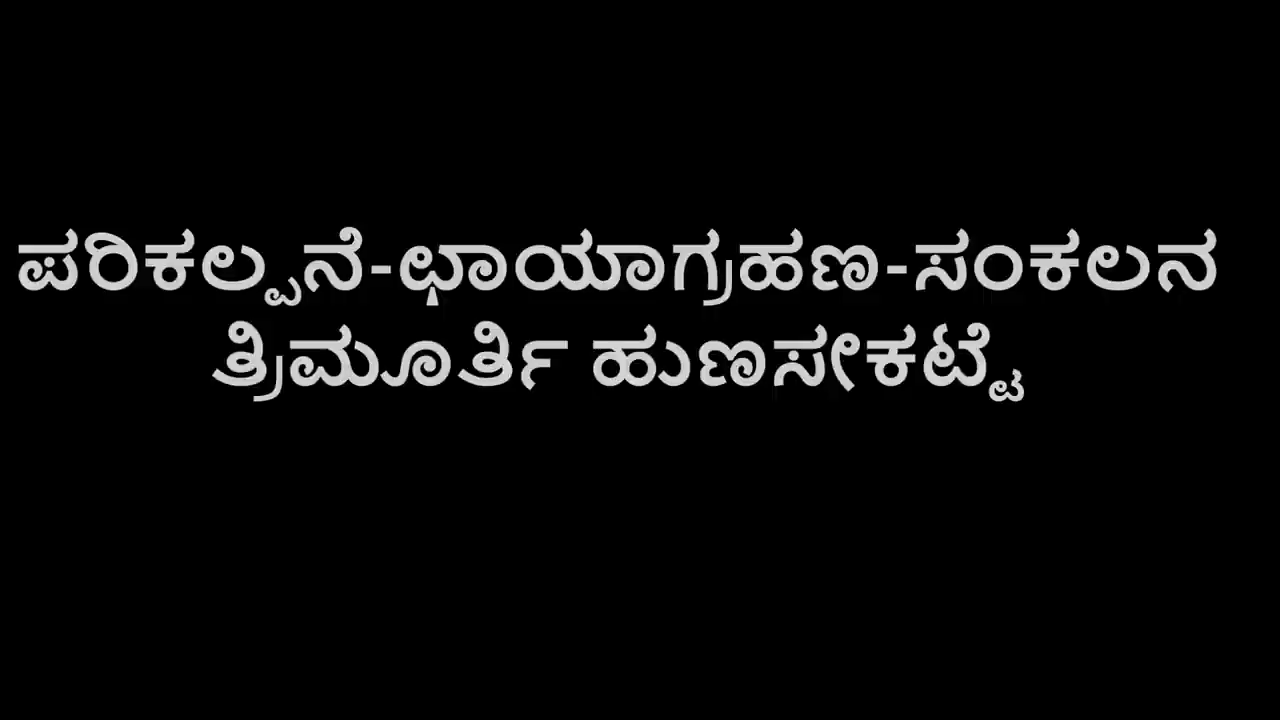 ಪರಿಕಲ್ಪನೆ-ಛಾಯಾಗ್ರಹಣ-ಸಂಕಲನ
ತ್ರಿಮೂರ್ತಿ ಹುಣಸೇಕಟ್ಟೆ